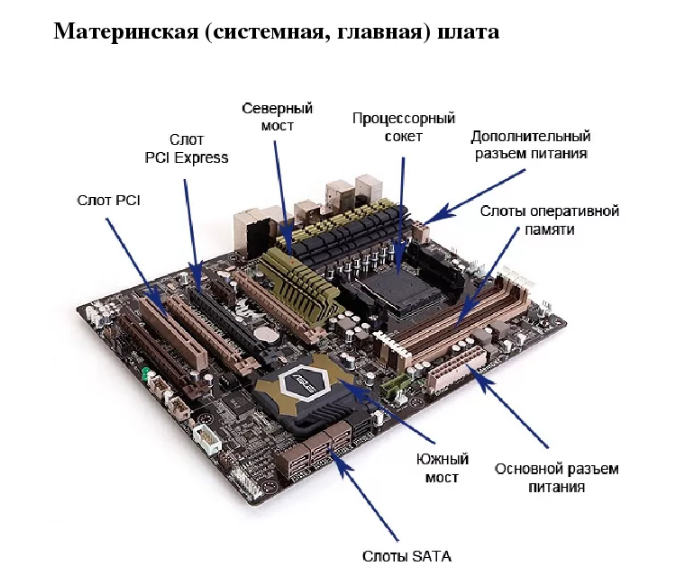 Материнская (системная, главная) плата
Северный
мост
Процессорный
сокет
Слот
PCI Express
Дополнительный
разъем питания
Слот PCI
Слоты оперативной
памяти
ASUS
Южный
мост
Основной разъем
питания
Слоты SATA